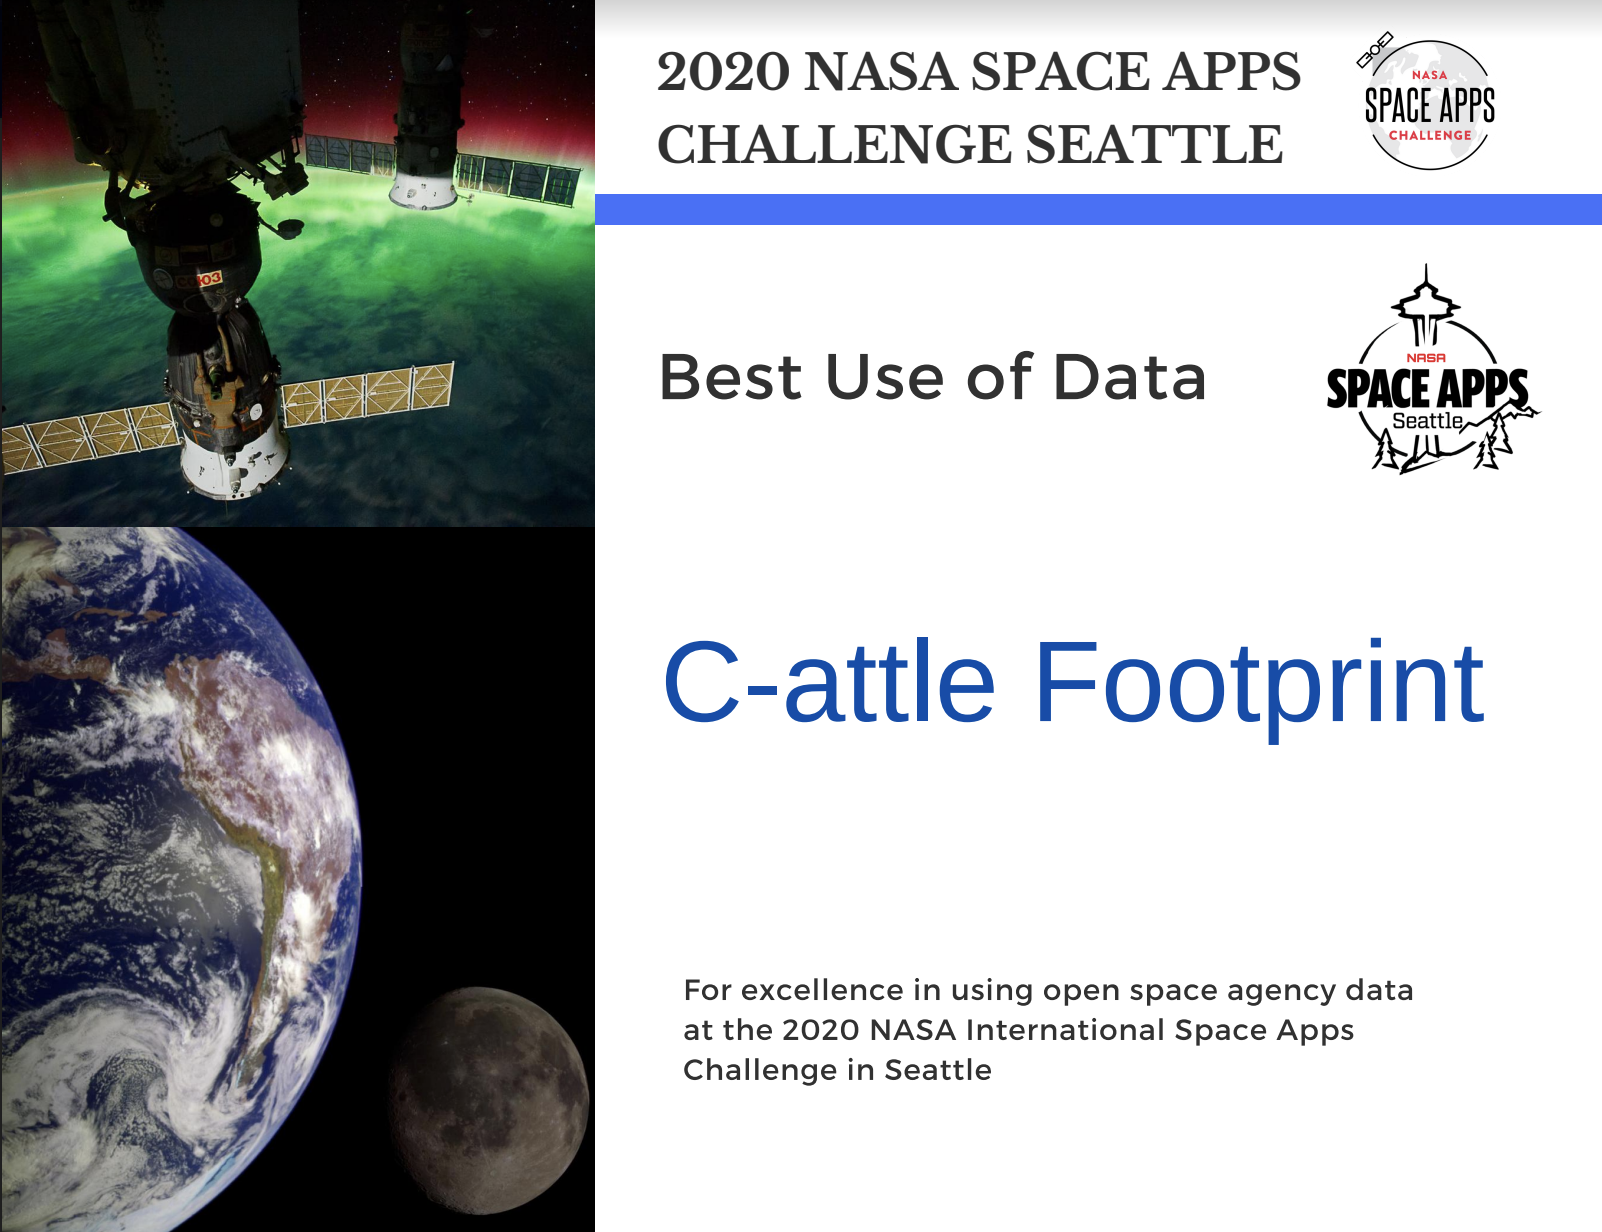 2020 NASA SPACE APPS
CHALLENGE SEATTLE
NASA
SPACE APPS
CHALLENGE
Best Use of Data
NASA
SPACE APPS
Seattle
C-attle Footprint
For excellence in using open space agency data
at the 2020 NASA International Space Apps
Challenge in Seattle